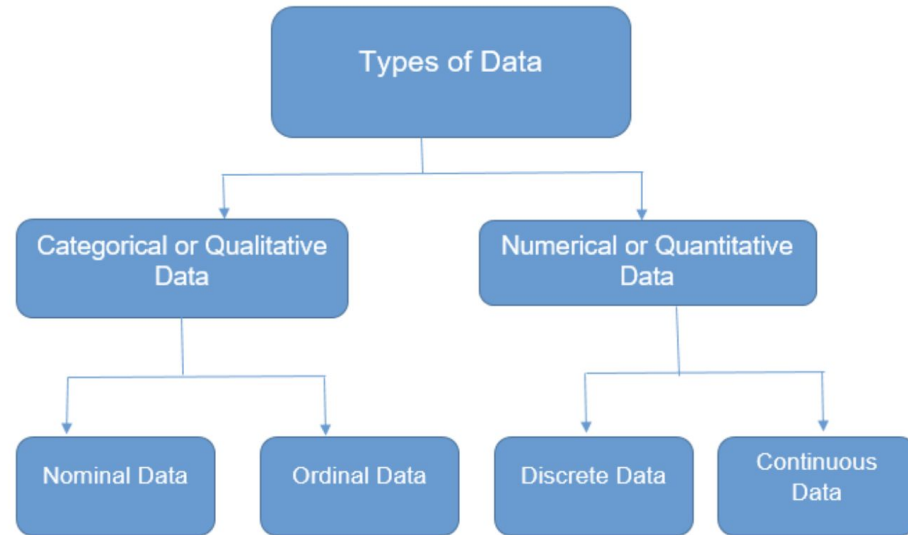 Types of Data
Categorical or Qualitative
Data
Numerical or Quantitative
Data
Nominal Data
Ordinal Data
Discrete Data
Continuous
Data